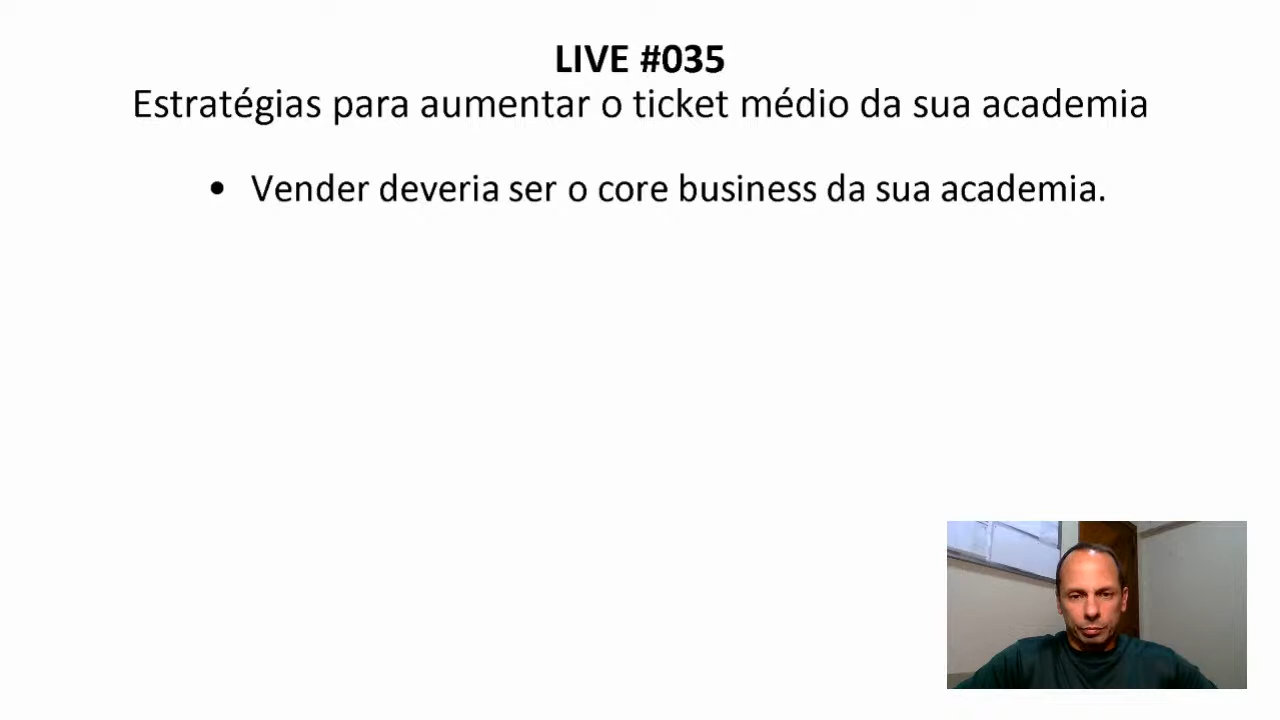 LIVE #035
Estratégias para aumentar o ticket médio da sua academia
• Vender deveria ser o core business da sua academia.